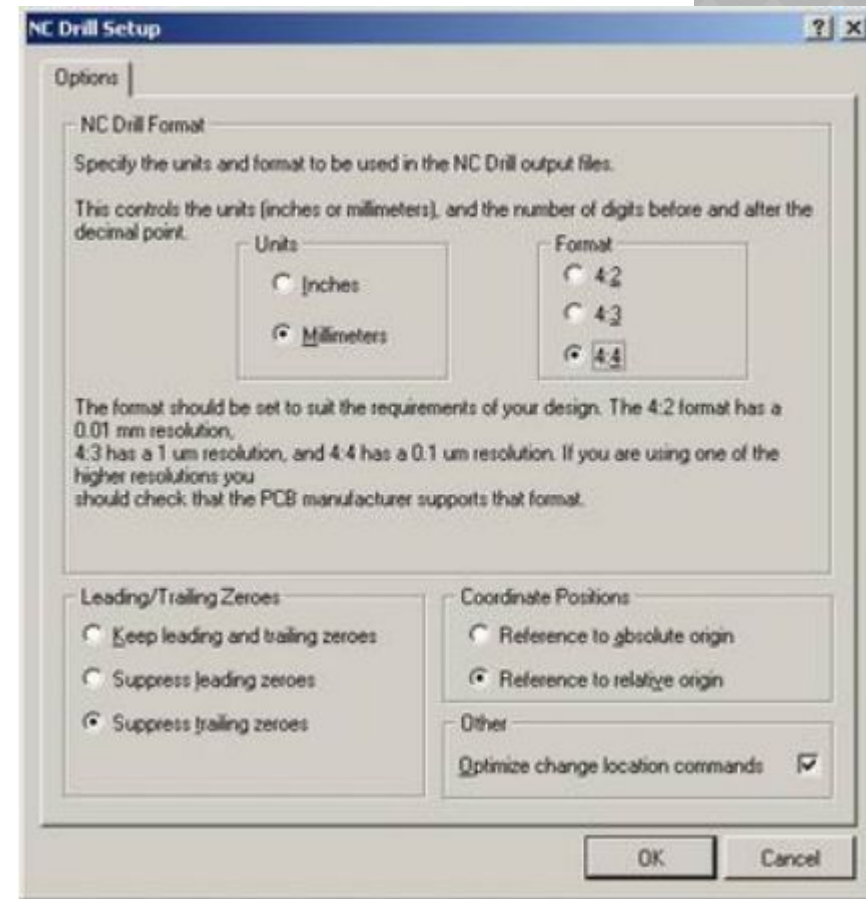 NC Drill Setup
Options
NC Drill Format
Specify the units and format to be used in the NC Drill output files.
This controls the units (inches or millimeters), and the number of digits before and after the
decimal point.
Units
Inches
Millimeters
Format
4:2
4:3
4:4
The format should be set to suit the requirements of your design. The 4:2 format has a
0.01 mm resolution,
4:3 has a 1 um resolution, and 4:4 has a 0.1 um resolution. If you are using one of the
higher resolutions you
should check that the PCB manufacturer supports that format.
Leading/Trailing Zeroes
Keep leading and trailing zeroes
Suppress leading zeroes
Suppress trailing zeroes
Coordinate Positions
Reference to absolute origin
Reference to relative origin
Other
Optimize change location commands
OK
Cancel